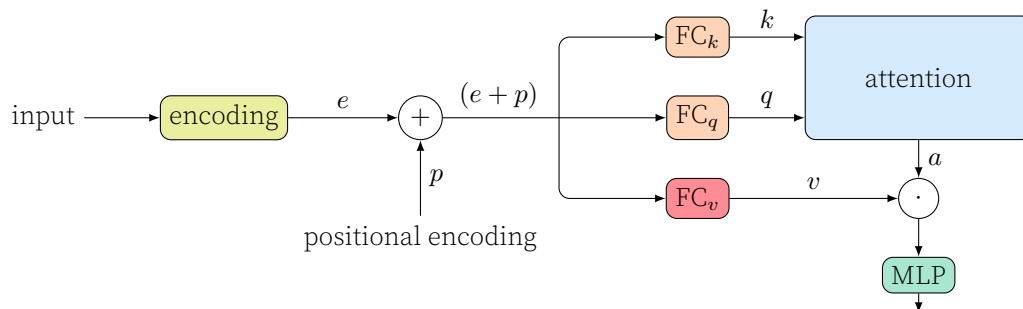 input
encoding
e
+
p
positional encoding
(e + p)
FC_k
k
FC_q
q
FC_v
v
attention
a
·
MLP